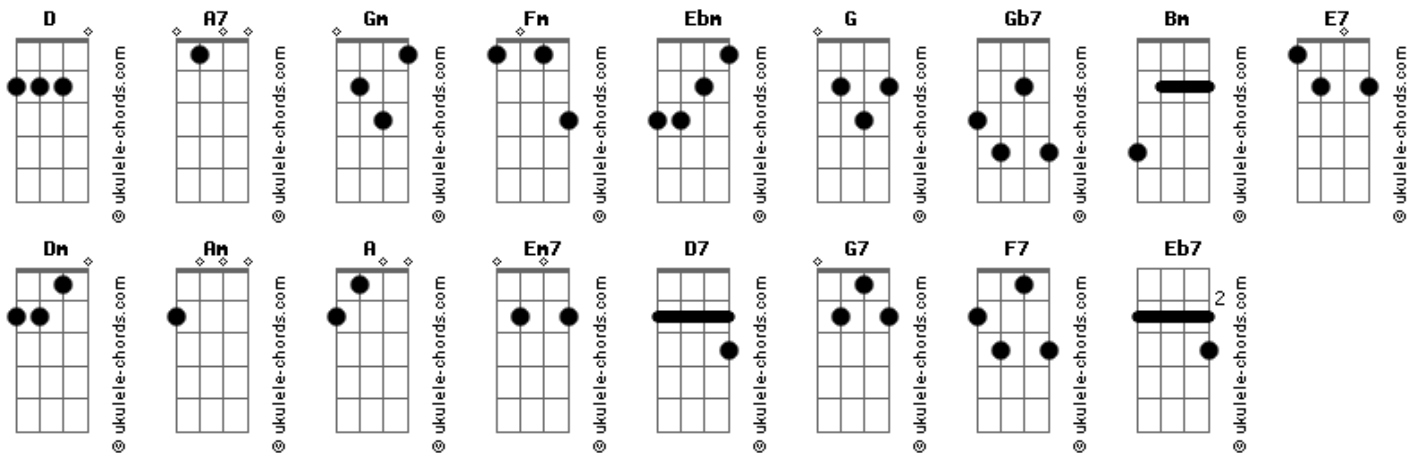 D A7 Gm Fm Ebm G Gb7 Bm E7
© ukulele-chords.com © ukulele-chords.com © ukulele-chords.com © ukulele-chords.com © ukulele-chords.com © ukulele-chords.com © ukulele-chords.com © ukulele-chords.com © ukulele-chords.com
Dm Am A Em7 D7 G7 F7 Eb7
2
© ukulele-chords.com © ukulele-chords.com © ukulele-chords.com © ukulele-chords.com © ukulele-chords.com © ukulele-chords.com © ukulele-chords.com © ukulele-chords.com